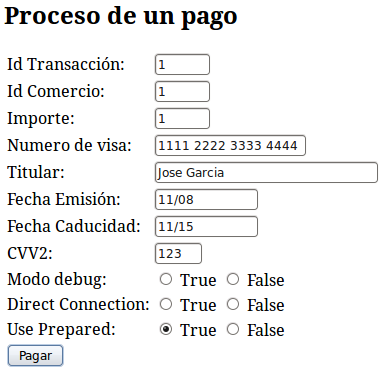 Proceso de un pago
Id Transacción: 1
Id Comercio: 1
Importe: 1
Numero de visa: 1111 2222 3333 4444
Titular: Jose Garcia
Fecha Emisión: 11/08
Fecha Caducidad: 11/15
CVV2: 123
Modo debug: True False
Direct Connection: True False
Use Prepared: True False
Pagar